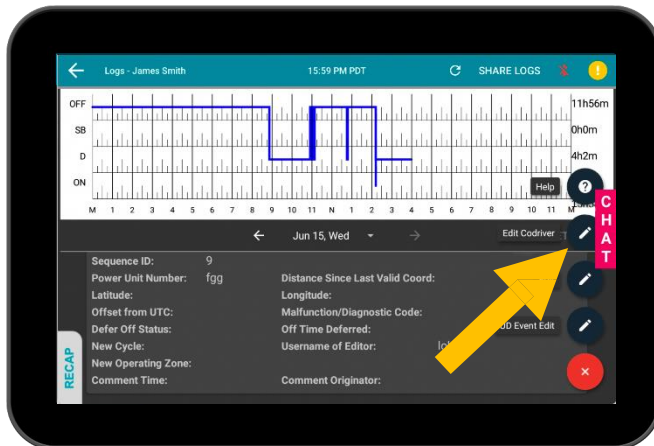 Logs - James Smith 15:59 PM PDT SHARE LOGS
OFF 11h56m
SB 0h0m
D 4h2m
ON
Help
M 1 2 3 4 5 6 7 8 9 10 11 N 1 2 3 4 5 6 7 8 9 10 11 M
CHAT
Jun 15, Wed Edit Codriver
Sequence ID: 9
Power Unit Number: fgg Distance Since Last Valid Coord:
Latitude: Longitude:
Offset from UTC: Malfunction/Diagnostic Code:
Defer Off Status: Off Time Deferred: Event Edit
New Cycle: Username of Editor:
New Operating Zone:
Comment Time: Comment Originator:
RECAP